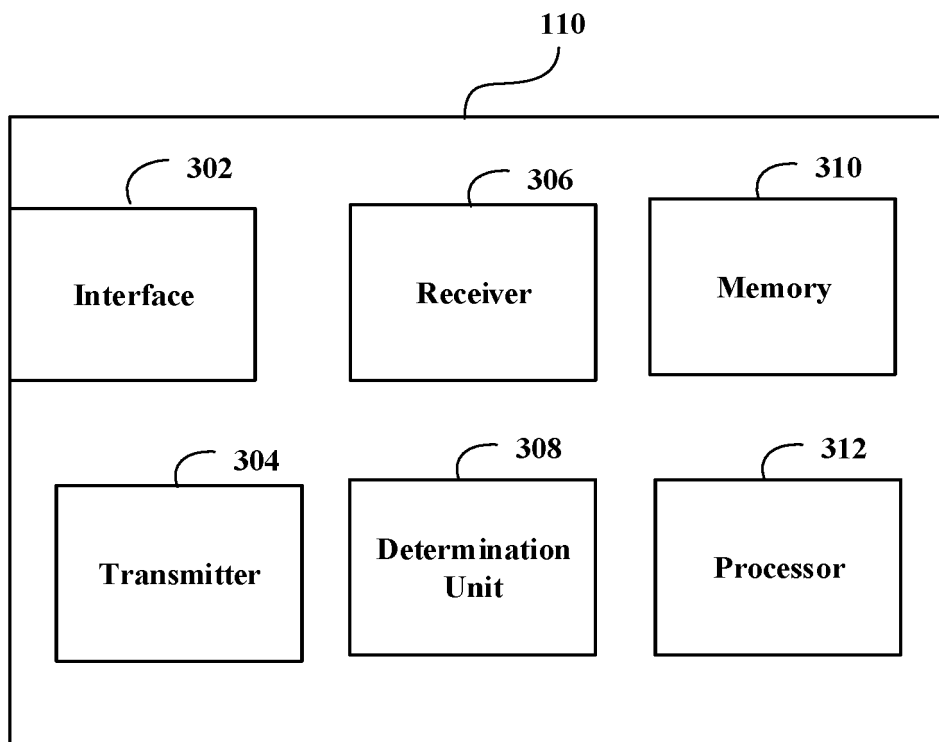 110
302
306
310
Interface
Receiver
Memory
304
308
312
Transmitter
Determination
Unit
Processor